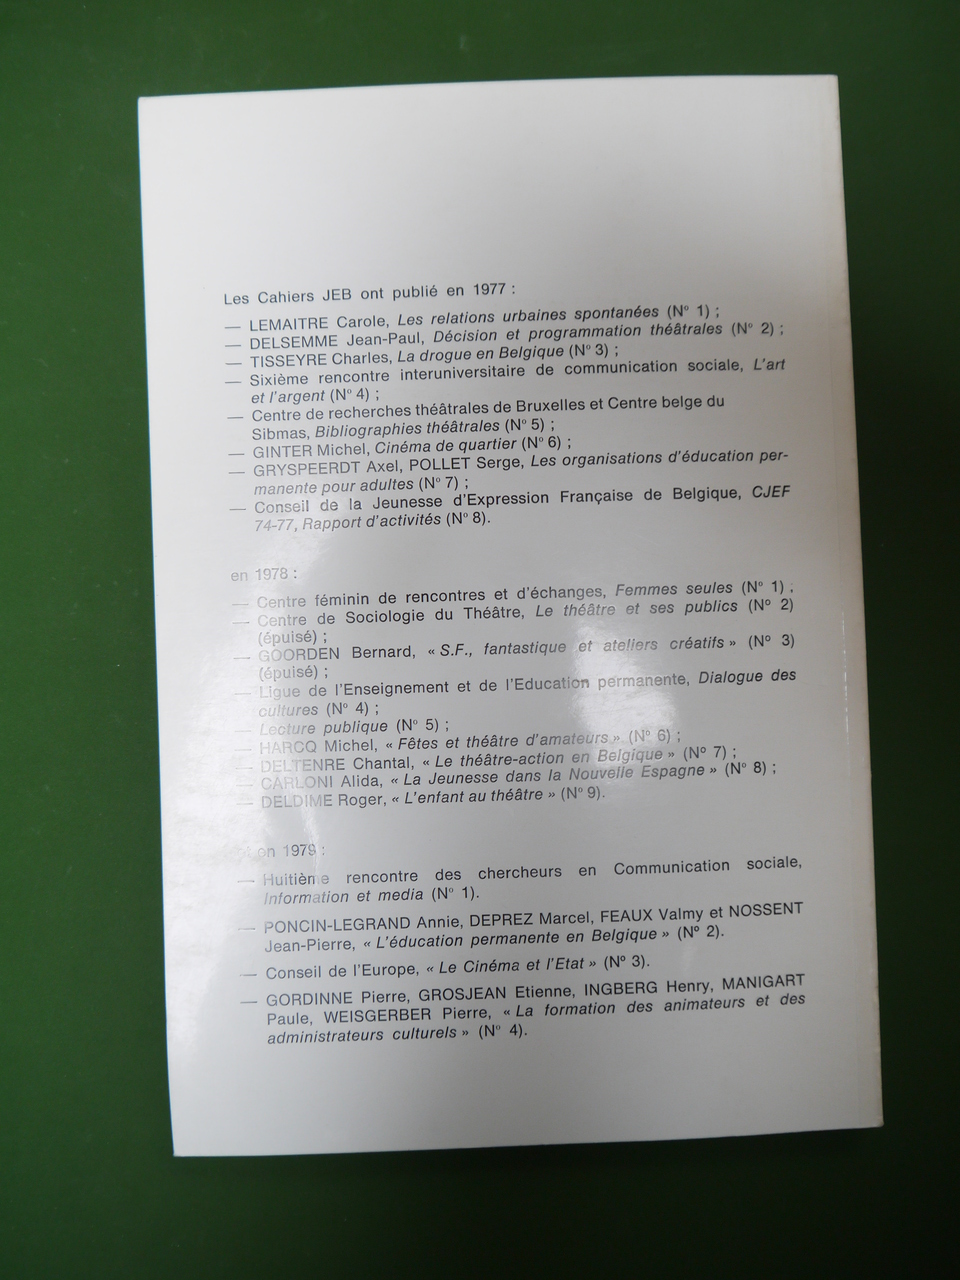 Les Cahiers JEB ont publié en 1977 :
— LEMAITRE Carole, Les relations urbaines spontanées (N° 1) ;
— DELSEMME Jean-Paul, Décision et programmation théâtrales (N° 2) ;
— TISSEYRE Charles, La drogue en Belgique (N° 3) ;
— Sixième rencontre interuniversitaire de communication sociale, L'art
et l'argent (N° 4) ;
— Centre de recherches théâtrales de Bruxelles et Centre belge du
Sibmas, Bibliographies théâtrales (N° 5) ;
— GINTER Michel, Cinéma de quartier (N° 6) ;
— GRYSPEERDT Axel, POLLET Serge, Les organisations d'éducation per-
manente pour adultes (N° 7) ;
— Conseil de la Jeunesse d'Expression Française de Belgique, CJEF
74-77, Rapport d'activités (N° 8).
en 1978 :
— Centre féminin de rencontres et d'échanges, Femmes seules (N° 1) ;
— Centre de Sociologie du Théâtre, Le théâtre et ses publics (N° 2)
(épuisé) ;
— GOORDEN Bernard, « S.F., fantastique et ateliers créatifs » (N° 3)
(épuisé) ;
— Ligue de l'Enseignement et de l'Education permanente, Dialogue des
cultures (N° 4) ;
— Lecture publique (N° 5) ;
— HARCQ Michel, « Fêtes et théâtre d'amateurs » (N° 6) ;
— DELTENRE Chantal, « Le théâtre-action en Belgique » (N° 7) ;
— CARLONI Alida, « La Jeunesse dans la Nouvelle Espagne » (N° 8) ;
— DELDIME Roger, « L'enfant au théâtre » (N° 9).
et en 1979 :
— Huitième rencontre des chercheurs en Communication sociale,
Information et media (N° 1).
— PONCIN-LEGRAND Annie, DEPREZ Marcel, FEAUX Valmy et NOSSENT
Jean-Pierre, « L'éducation permanente en Belgique » (N° 2).
— Conseil de l'Europe, « Le Cinéma et l'Etat » (N° 3).
— GORDINNE Pierre, GROSJEAN Etienne, INGBERG Henry, MANIGART
Paule, WEISGERBER Pierre, « La formation des animateurs et des
administrateurs culturels » (N° 4).